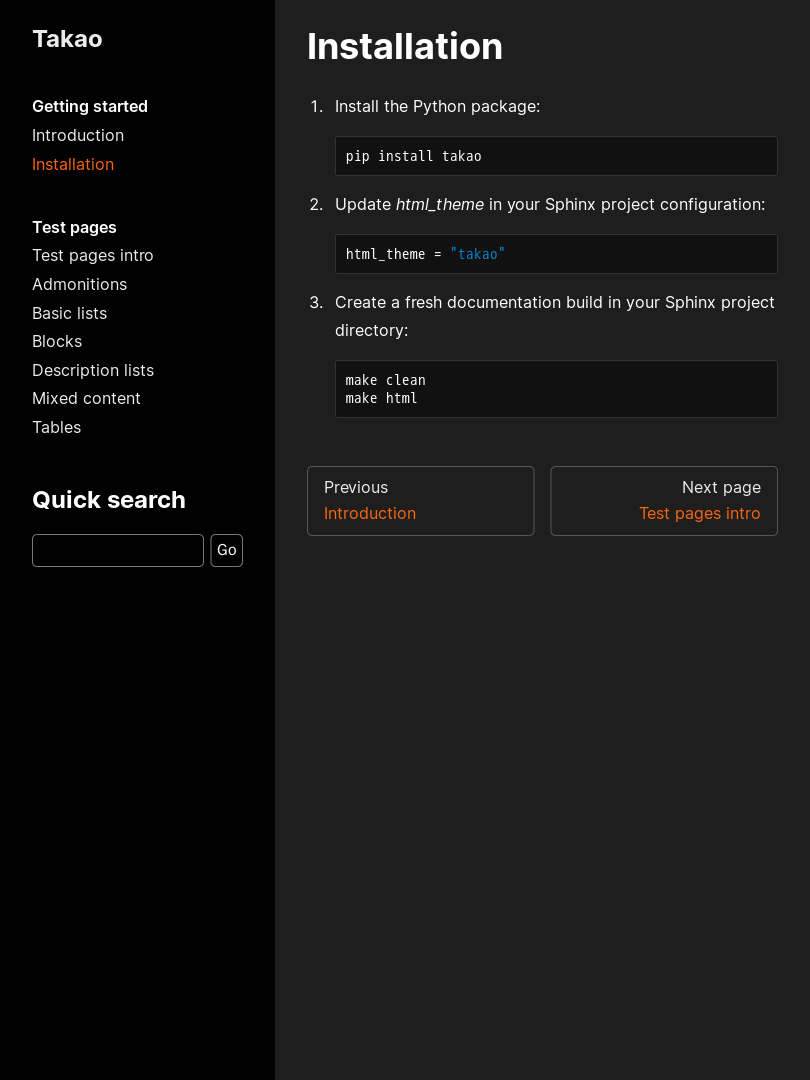 Takao
Getting started
Introduction
Installation
Test pages
Test pages intro
Admonitions
Basic lists
Blocks
Description lists
Mixed content
Tables
Quick search
Go
Installation
1. Install the Python package:
pip install takao
2. Update html_theme in your Sphinx project configuration:
html_theme = "takao"
3. Create a fresh documentation build in your Sphinx project
directory:
make clean
make html
Previous
Introduction
Next page
Test pages intro